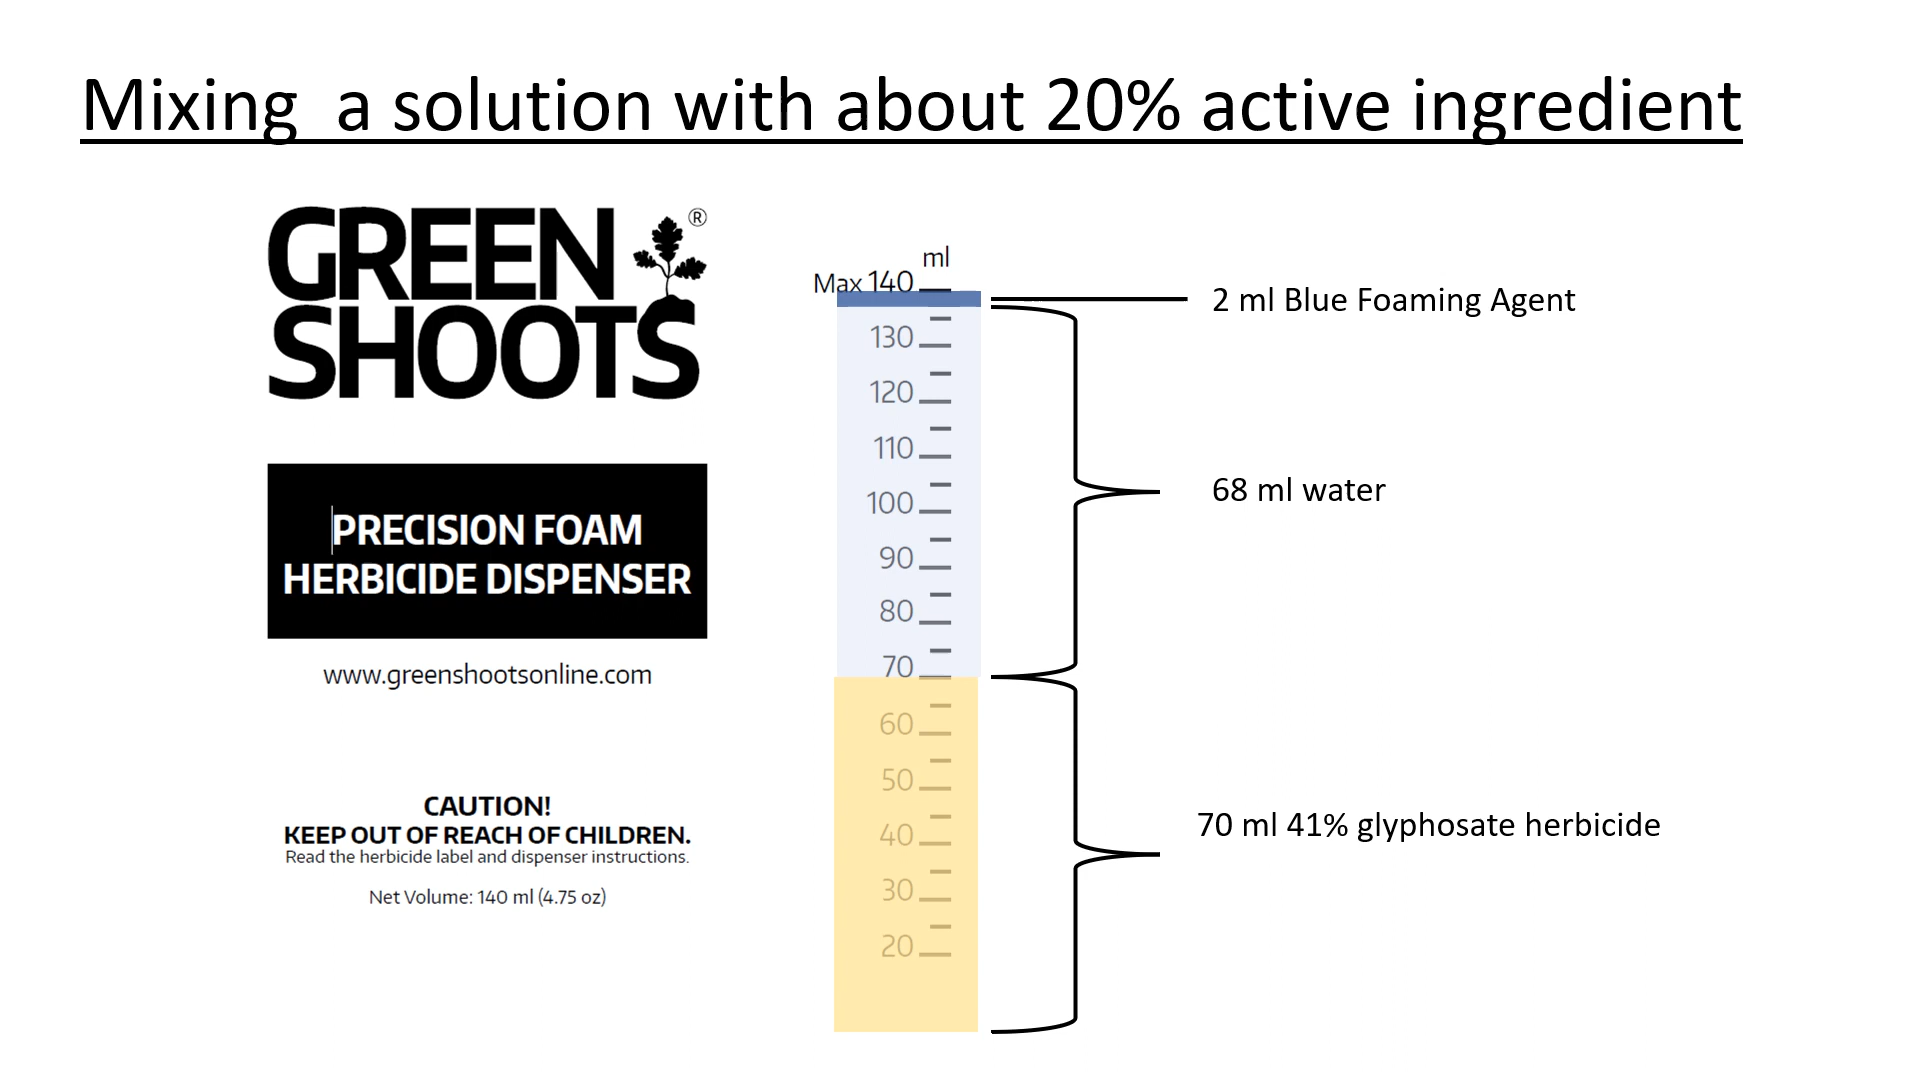 Mixing  a solution with about 20% active ingredient
GREEN
SHOOTS
®
PRECISION FOAM
HERBICIDE DISPENSER
www.greenshootsonline.com
CAUTION!
KEEP OUT OF REACH OF CHILDREN.
Read the herbicide label and dispenser instructions.
Net Volume: 140 ml (4.75 oz)
ml
Max 140
130
120
110
100
90
80
70
60
50
40
30
20
2 ml Blue Foaming Agent
68 ml water
70 ml 41% glyphosate herbicide